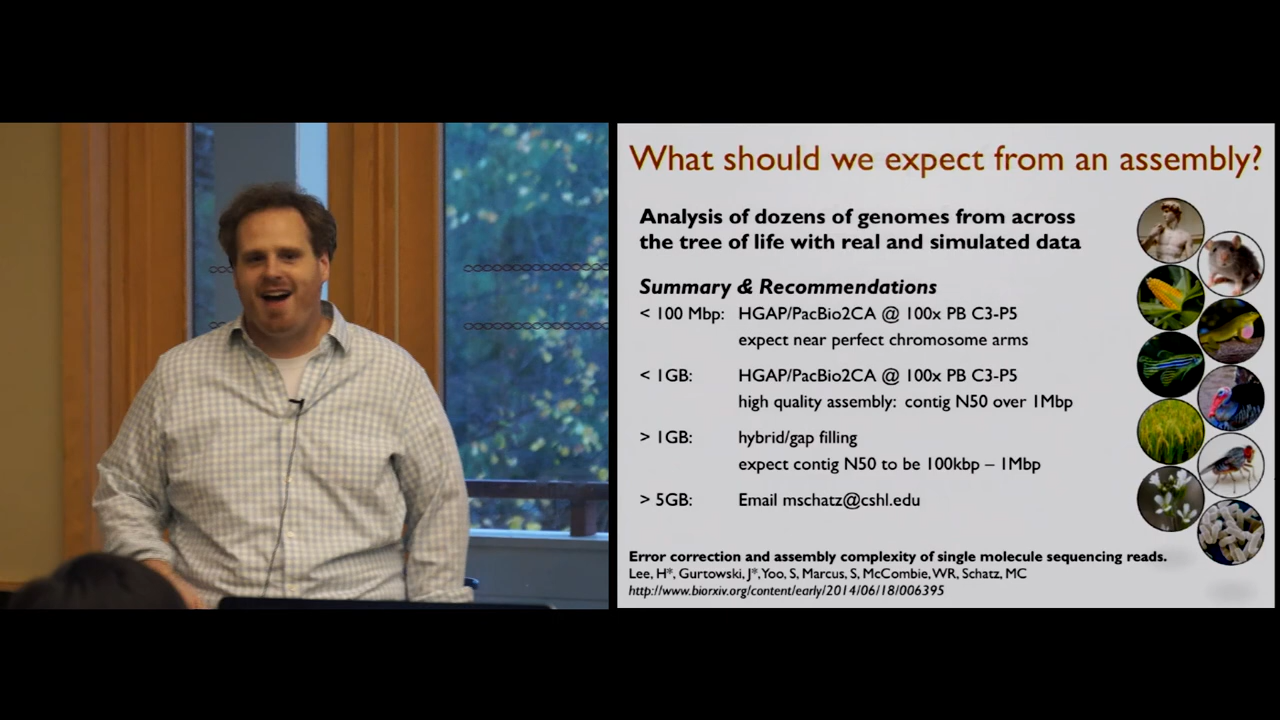 What should we expect from an assembly?
Analysis of dozens of genomes from across
the tree of life with real and simulated data
Summary & Recommendations
< 100 Mbp: HGAP/PacBio2CA @ 100x PB C3-P5
expect near perfect chromosome arms
< 1GB: HGAP/PacBio2CA @ 100x PB C3-P5
high quality assembly: contig N50 over 1Mbp
> 1GB: hybrid/gap filling
expect contig N50 to be 100kbp – 1Mbp
> 5GB: Email mschatz@cshl.edu
Error correction and assembly complexity of single molecule sequencing reads.
Lee, H*, Gurtowski, J*, Yoo, S, Marcus, S, McCombie, WR, Schatz, MC
http://www.biorxiv.org/content/early/2014/06/18/006395